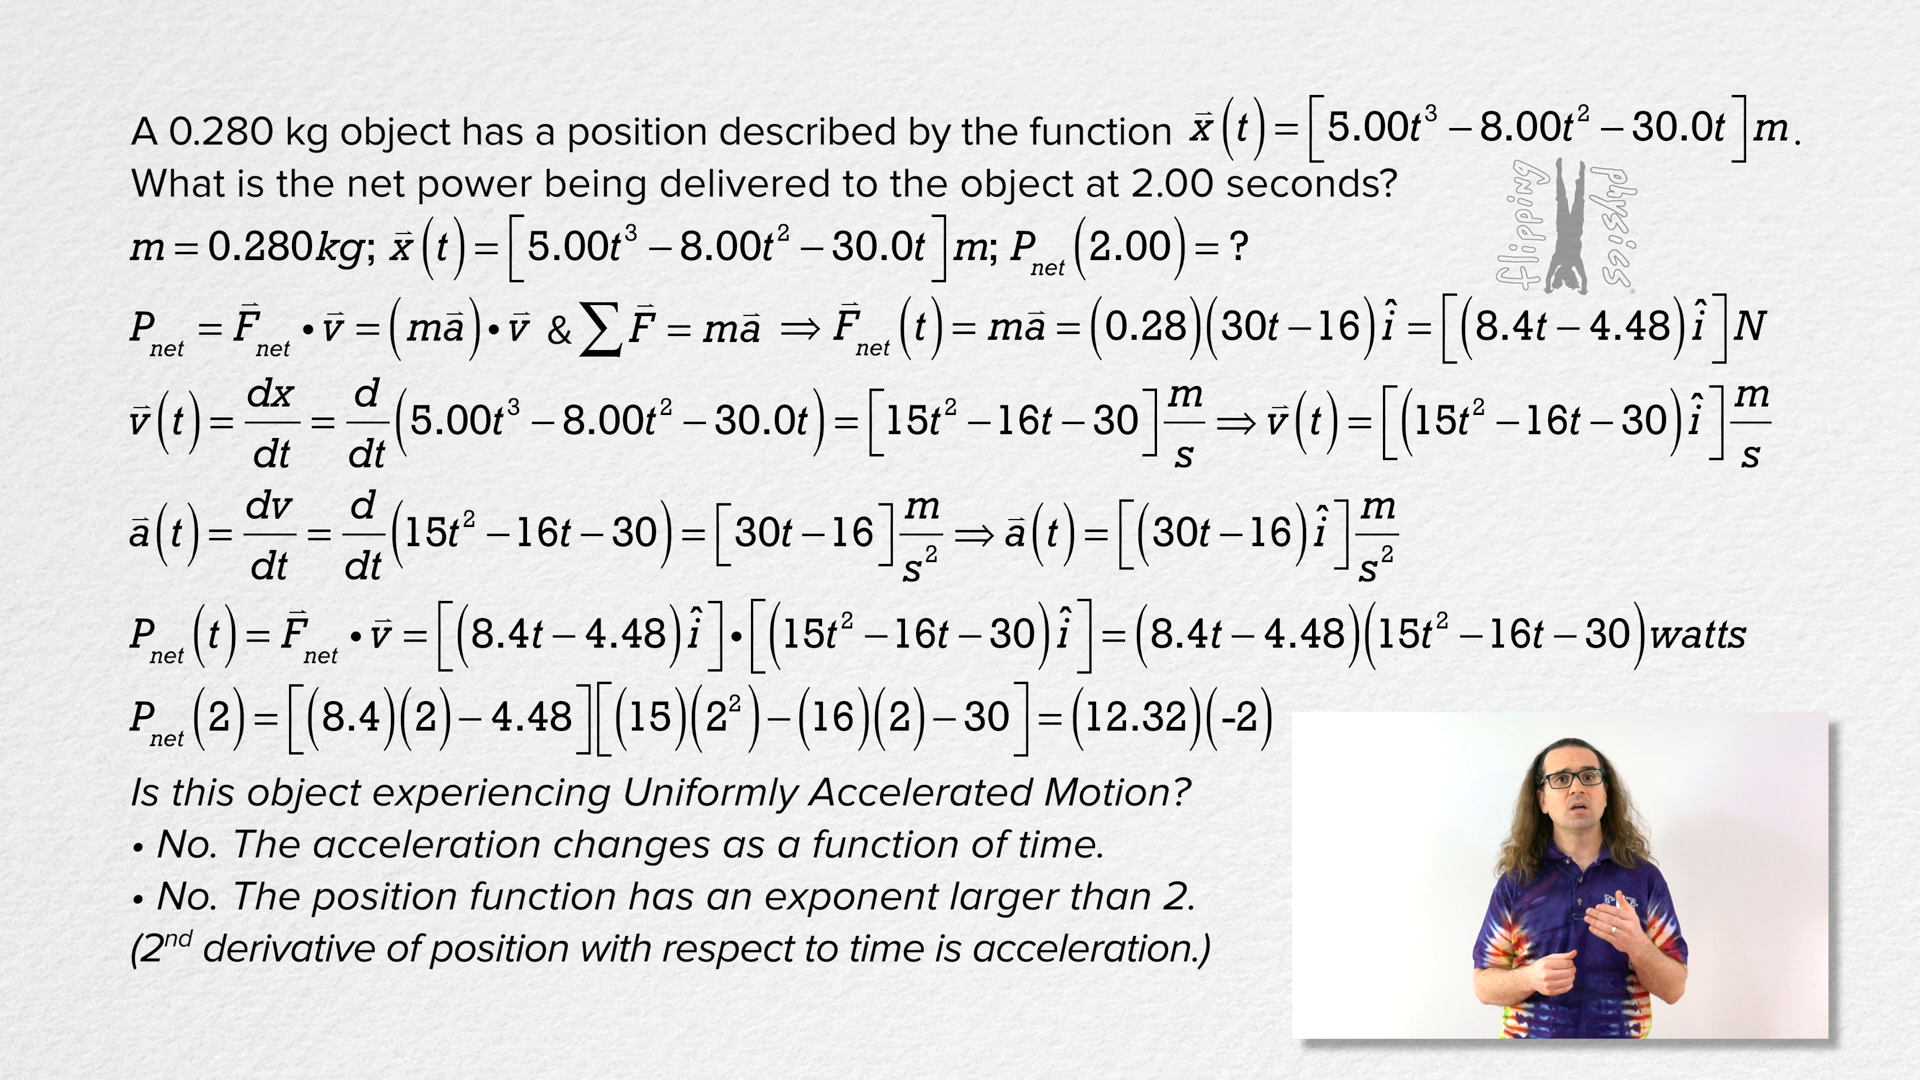 A 0.280 kg object has a position described by the function x⃗(t) = [5.00t³ – 8.00t² – 30.0t]m.
What is the net power being delivered to the object at 2.00 seconds?
flipping physics
m = 0.280kg; x⃗(t) = [5.00t³ – 8.00t² – 30.0t]m; P_net(2.00) = ?
P_net = F⃗_net • v⃗ = (ma⃗) • v⃗ & ∑F⃗ = ma⃗ ⇒ F⃗_net(t) = ma⃗ = (0.28)(30t – 16)î = [(8.4t – 4.48)î]N
v⃗(t) = dx/dt = d/dt(5.00t³ – 8.00t² – 30.0t) = [15t² – 16t – 30]m/s ⇒ v⃗(t) = [(15t² – 16t – 30)î]m/s
a⃗(t) = dv/dt = d/dt(15t² – 16t – 30) = [30t – 16]m/s² ⇒ a⃗(t) = [(30t – 16)î]m/s²
P_net(t) = F⃗_net • v⃗ = [(8.4t – 4.48)î] • [(15t² – 16t – 30)î] = (8.4t – 4.48)(15t² – 16t – 30)watts
P_net(2) = [(8.4)(2) – 4.48][(15)(2²) – (16)(2) – 30] = (12.32)(-2)
Is this object experiencing Uniformly Accelerated Motion?
• No. The acceleration changes as a function of time.
• No. The position function has an exponent larger than 2.
(2nd derivative of position with respect to time is acceleration.)